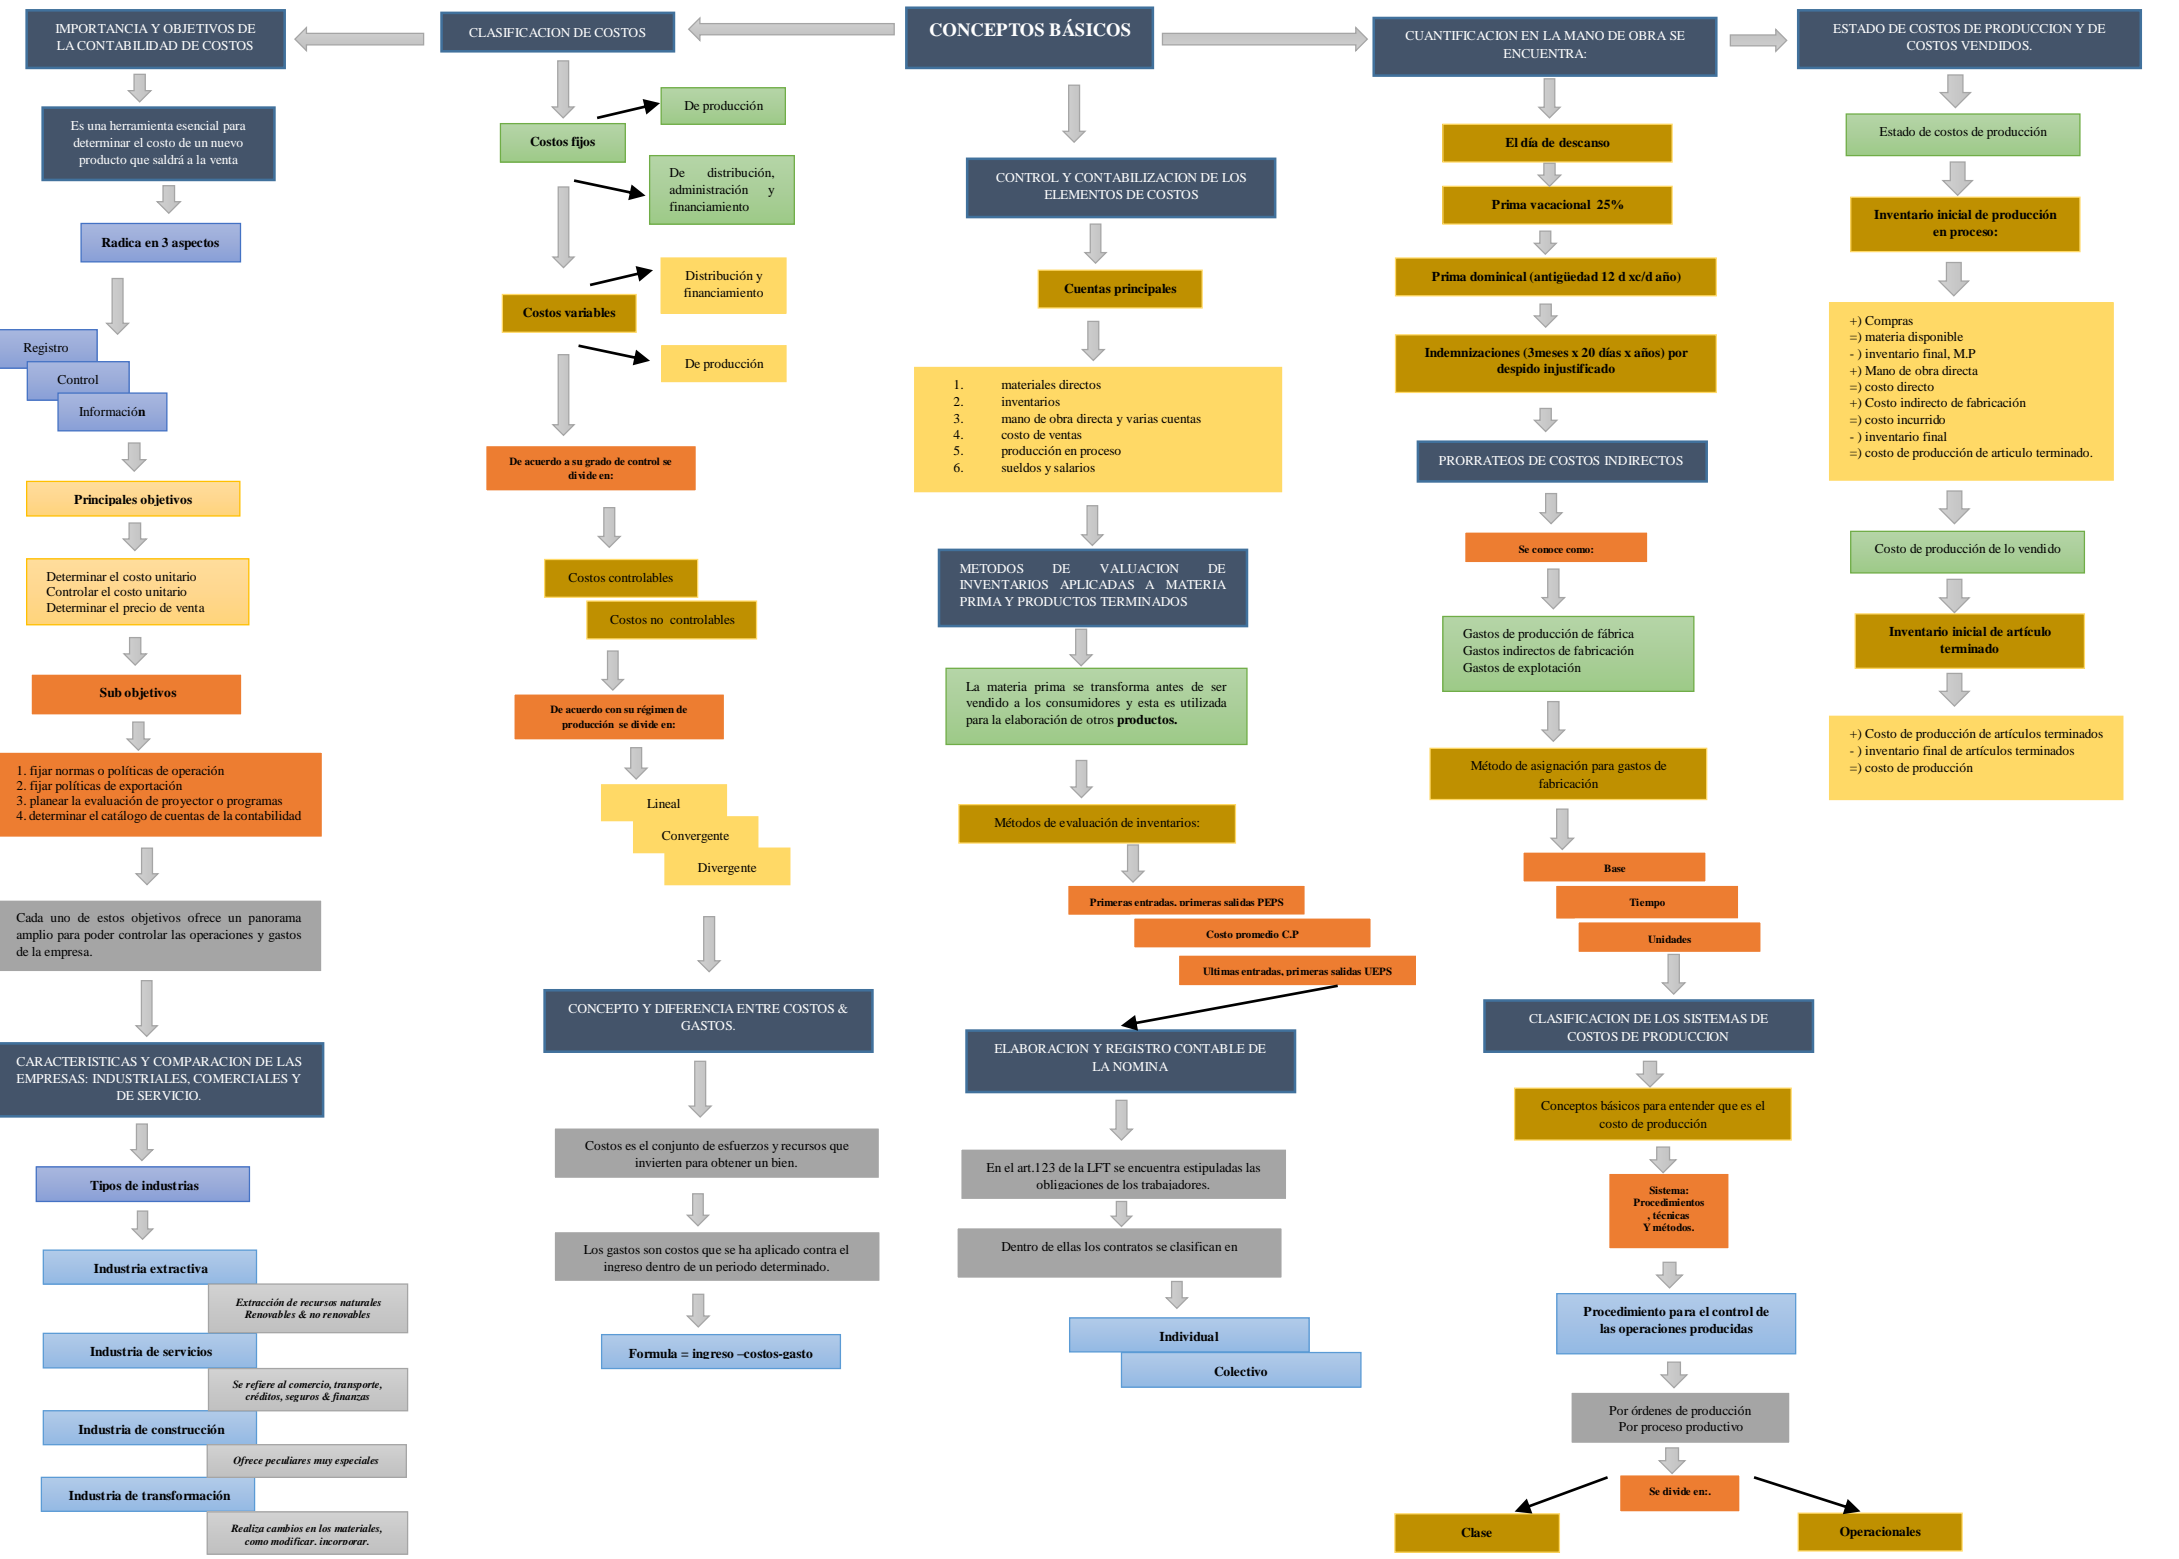 IMPORTANCIA Y OBJETIVOS DE
LA CONTABILIDAD DE COSTOS
Es una herramienta esencial para
determinar el costo de un nuevo
producto que saldrá a la venta
Radica en 3 aspectos
Registro
Control
Información
Principales objetivos
Determinar el costo unitario
Controlar el costo unitario
Determinar el precio de venta
Sub objetivos
1. fijar normas o políticas de operación
2. fijar políticas de exportación
3. planear la evaluación de proyector o programas
4. determinar el catálogo de cuentas de la contabilidad
Cada uno de estos objetivos ofrece un panorama
amplio para poder controlar las operaciones y gastos
de la empresa.
CARACTERISTICAS Y COMPARACION DE LAS
EMPRESAS: INDUSTRIALES, COMERCIALES Y
DE SERVICIO.
Tipos de industrias
Industria extractiva
Extracción de recursos naturales
Renovables & no renovables
Industria de servicios
Se refiere al comercio, transporte,
créditos, seguros & finanzas
Industria de construcción
Ofrece peculiares muy especiales
Industria de transformación
Realiza cambios en los materiales,
como modificar, incorporar.
CLASIFICACION DE COSTOS
Costos fijos
De producción
De distribución,
administración y
financiamiento
Costos variables
Distribución y
financiamiento
De producción
De acuerdo a su grado de control se
divide en:
Costos controlables
Costos no controlables
De acuerdo con su régimen de
producción se divide en:
Lineal
Convergente
Divergente
CONCEPTO Y DIFERENCIA ENTRE COSTOS &
GASTOS.
Costos es el conjunto de esfuerzos y recursos que
invierten para obtener un bien.
Los gastos son costos que se ha aplicado contra el
ingreso dentro de un periodo determinado.
Formula = ingreso –costos-gasto
CONCEPTOS BÁSICOS
CONTROL Y CONTABILIZACION DE LOS
ELEMENTOS DE COSTOS
Cuentas principales
1. materiales directos
2. inventarios
3. mano de obra directa y varias cuentas
4. costo de ventas
5. producción en proceso
6. sueldos y salarios
METODOS DE VALUACION DE
INVENTARIOS APLICADAS A MATERIA
PRIMA Y PRODUCTOS TERMINADOS
La materia prima se transforma antes de ser
vendido a los consumidores y esta es utilizada
para la elaboración de otros productos.
Métodos de evaluación de inventarios:
Primeras entradas, primeras salidas PEPS
Costo promedio C.P
Ultimas entradas, primeras salidas UEPS
ELABORACION Y REGISTRO CONTABLE DE
LA NOMINA
En el art.123 de la LFT se encuentra estipuladas las
obligaciones de los trabajadores.
Dentro de ellas los contratos se clasifican en
Individual
Colectivo
CUANTIFICACION EN LA MANO DE OBRA SE
ENCUENTRA:
El día de descanso
Prima vacacional 25%
Prima dominical (antigüedad 12 d xc/d año)
Indemnizaciones (3meses x 20 días x años) por
despido injustificado
PRORRATEOS DE COSTOS INDIRECTOS
Se conoce como:
Gastos de producción de fábrica
Gastos indirectos de fabricación
Gastos de explotación
Método de asignación para gastos de
fabricación
Base
Tiempo
Unidades
CLASIFICACION DE LOS SISTEMAS DE
COSTOS DE PRODUCCION
Conceptos básicos para entender que es el
costo de producción
Sistema:
Procedimientos
, técnicas
Y métodos.
Procedimiento para el control de
las operaciones producidas
Por órdenes de producción
Por proceso productivo
Se divide en:.
Clase
Operacionales
ESTADO DE COSTOS DE PRODUCCION Y DE
COSTOS VENDIDOS.
Estado de costos de producción
Inventario inicial de producción
en proceso:
+) Compras
=) materia disponible
- ) inventario final, M.P
+) Mano de obra directa
=) costo directo
+) Costo indirecto de fabricación
=) costo incurrido
- ) inventario final
=) costo de producción de articulo terminado.
Costo de producción de lo vendido
Inventario inicial de artículo
terminado
+) Costo de producción de artículos terminados
- ) inventario final de artículos terminados
=) costo de producción